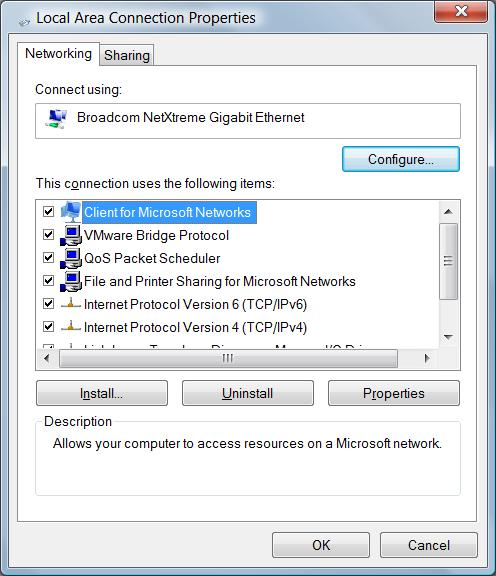 Local Area Connection Properties
Networking
Sharing
Connect using:
Broadcom NetXtreme Gigabit Ethernet
Configure...
This connection uses the following items:
Client for Microsoft Networks
VMware Bridge Protocol
QoS Packet Scheduler
File and Printer Sharing for Microsoft Networks
Internet Protocol Version 6 (TCP/IPv6)
Internet Protocol Version 4 (TCP/IPv4)
Install...
Uninstall
Properties
Description
Allows your computer to access resources on a Microsoft network.
OK
Cancel